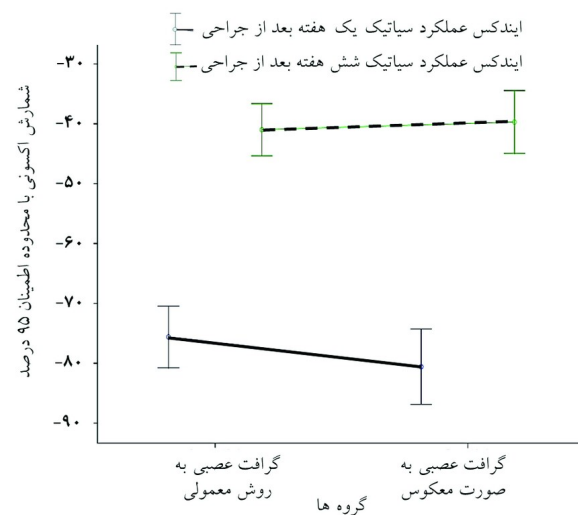 ایندکس عملکرد سیاتیک یک هفته بعد از جراحی
ایندکس عملکرد سیاتیک شش هفته بعد از جراحی
شمارش اکسونی با محدوده اطمینان ۹۵ درصد
-۳۰
-۴۰
-۵۰
-۶۰
-۷۰
-۸۰
-۹۰
گرافت عصبی به
روش معمولی
گرافت عصبی به
صورت معکوس
گروه ها